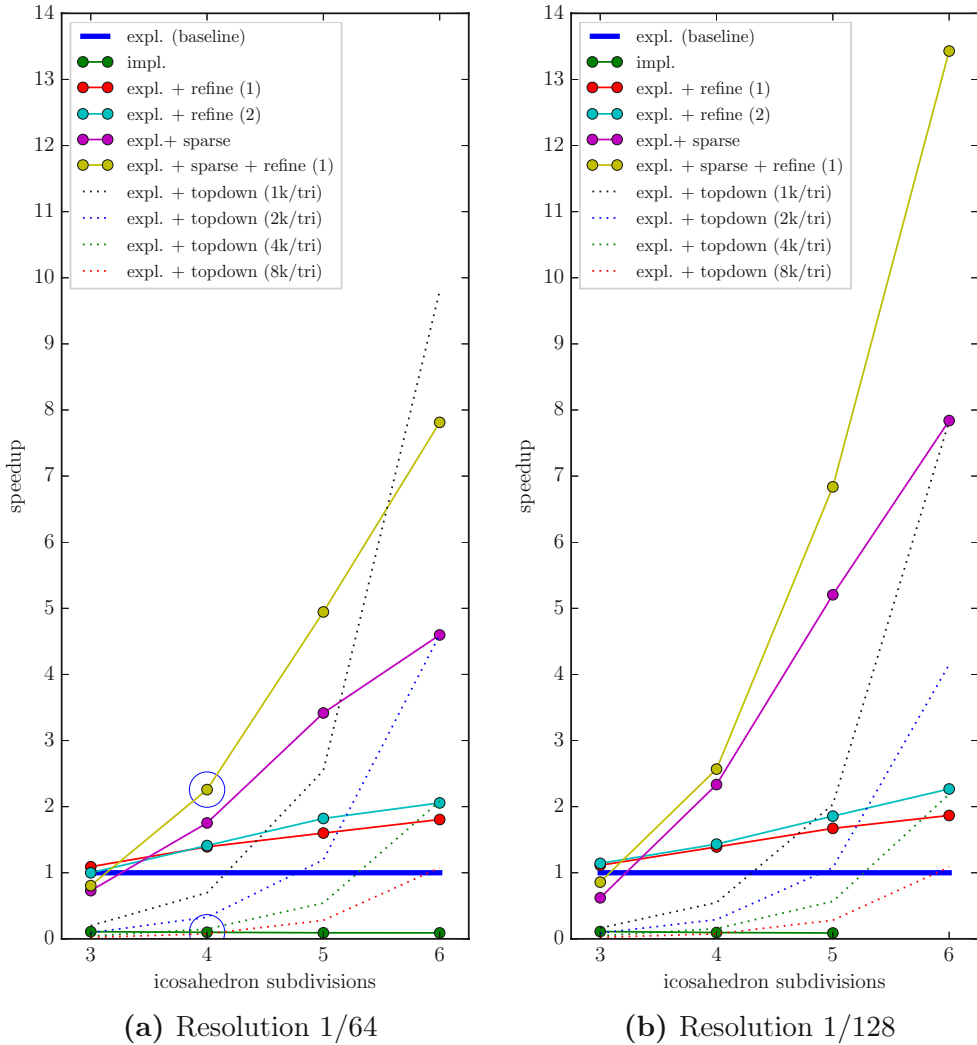 14
13
12
11
10
9
8
7
6
5
4
3
2
1
0
speedup
expl. (baseline)
impl.
expl. + refine (1)
expl. + refine (2)
expl.+ sparse
expl. + sparse + refine (1)
expl. + topdown (1k/tri)
expl. + topdown (2k/tri)
expl. + topdown (4k/tri)
expl. + topdown (8k/tri)
3 4 5 6
icosahedron subdivisions
(a) Resolution 1/64
14
13
12
11
10
9
8
7
6
5
4
3
2
1
0
speedup
expl. (baseline)
impl.
expl. + refine (1)
expl. + refine (2)
expl.+ sparse
expl. + sparse + refine (1)
expl. + topdown (1k/tri)
expl. + topdown (2k/tri)
expl. + topdown (4k/tri)
expl. + topdown (8k/tri)
3 4 5 6
icosahedron subdivisions
(b) Resolution 1/128